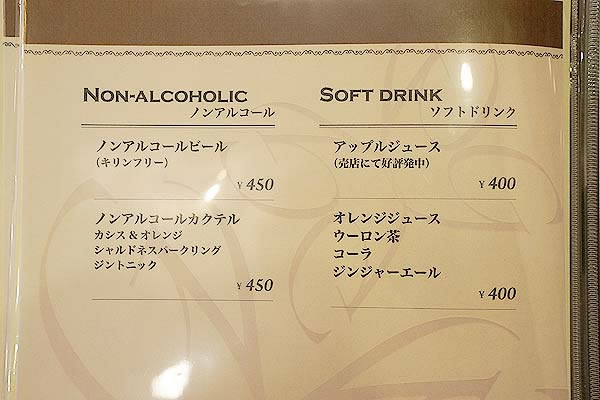 NON-ALCOHOLIC
ノンアルコール
ノンアルコールビール
(キリンフリー)
¥ 450
ノンアルコールカクテル
カシス & オレンジ
シャルドネスパークリング
ジントニック
¥ 450
SOFT DRINK
ソフトドリンク
アップルジュース
(売店にて好評発中)
¥ 400
オレンジジュース
ウーロン茶
コーラ
ジンジャーエール
¥ 400